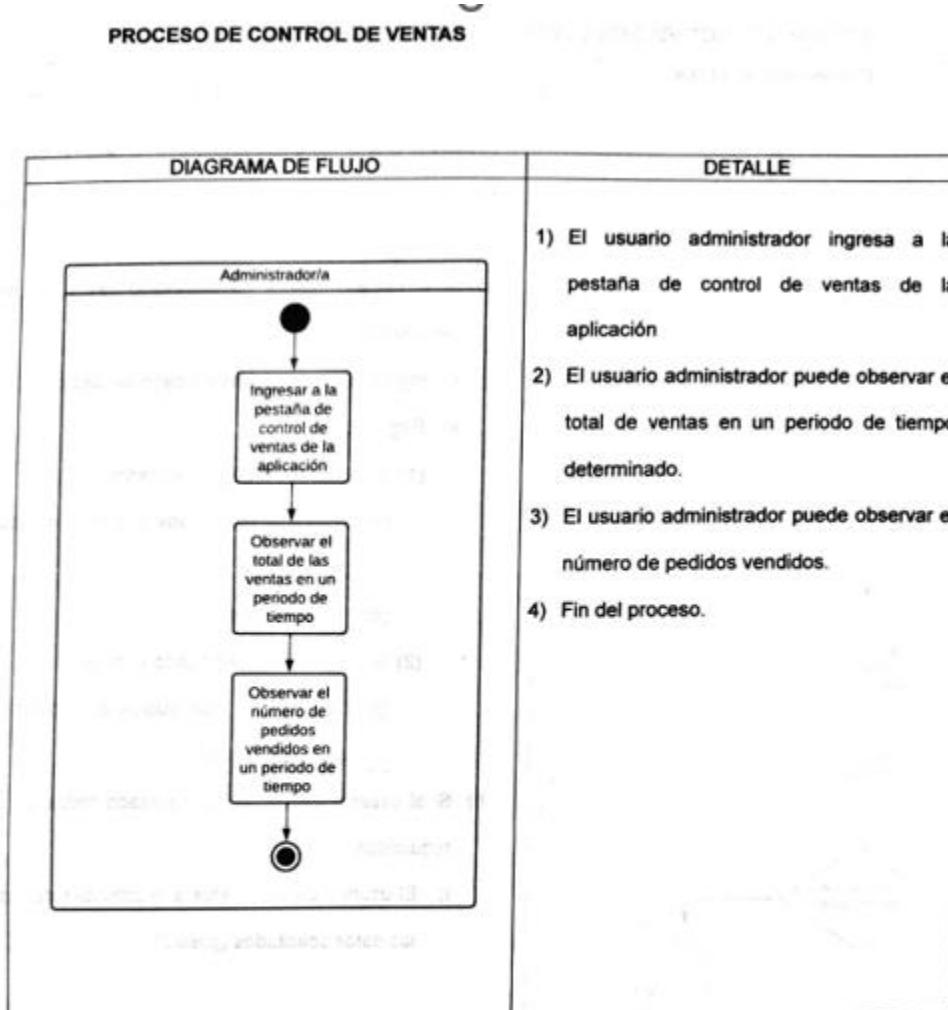 PROCESO DE CONTROL DE VENTAS
DIAGRAMA DE FLUJO
DETALLE
Administrador/a
Ingresar a la
pestaña de
control de
ventas de la
aplicación
Observar el
total de las
ventas en un
periodo de
tiempo
Observar el
número de
pedidos
vendidos en
un periodo de
tiempo
1) El usuario administrador ingresa a
pestaña de control de ventas de
aplicación
2) El usuario administrador puede observar
total de ventas en un periodo de tiempo
determinado.
3) El usuario administrador puede observar
número de pedidos vendidos.
4) Fin del proceso.